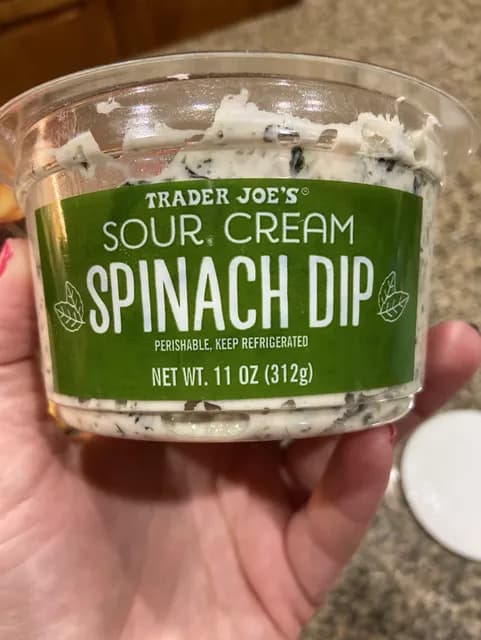 TRADER JOE'S®
SOUR CREAM
SPINACH DIP
PERISHABLE, KEEP REFRIGERATED
NET WT. 11 OZ (312g)